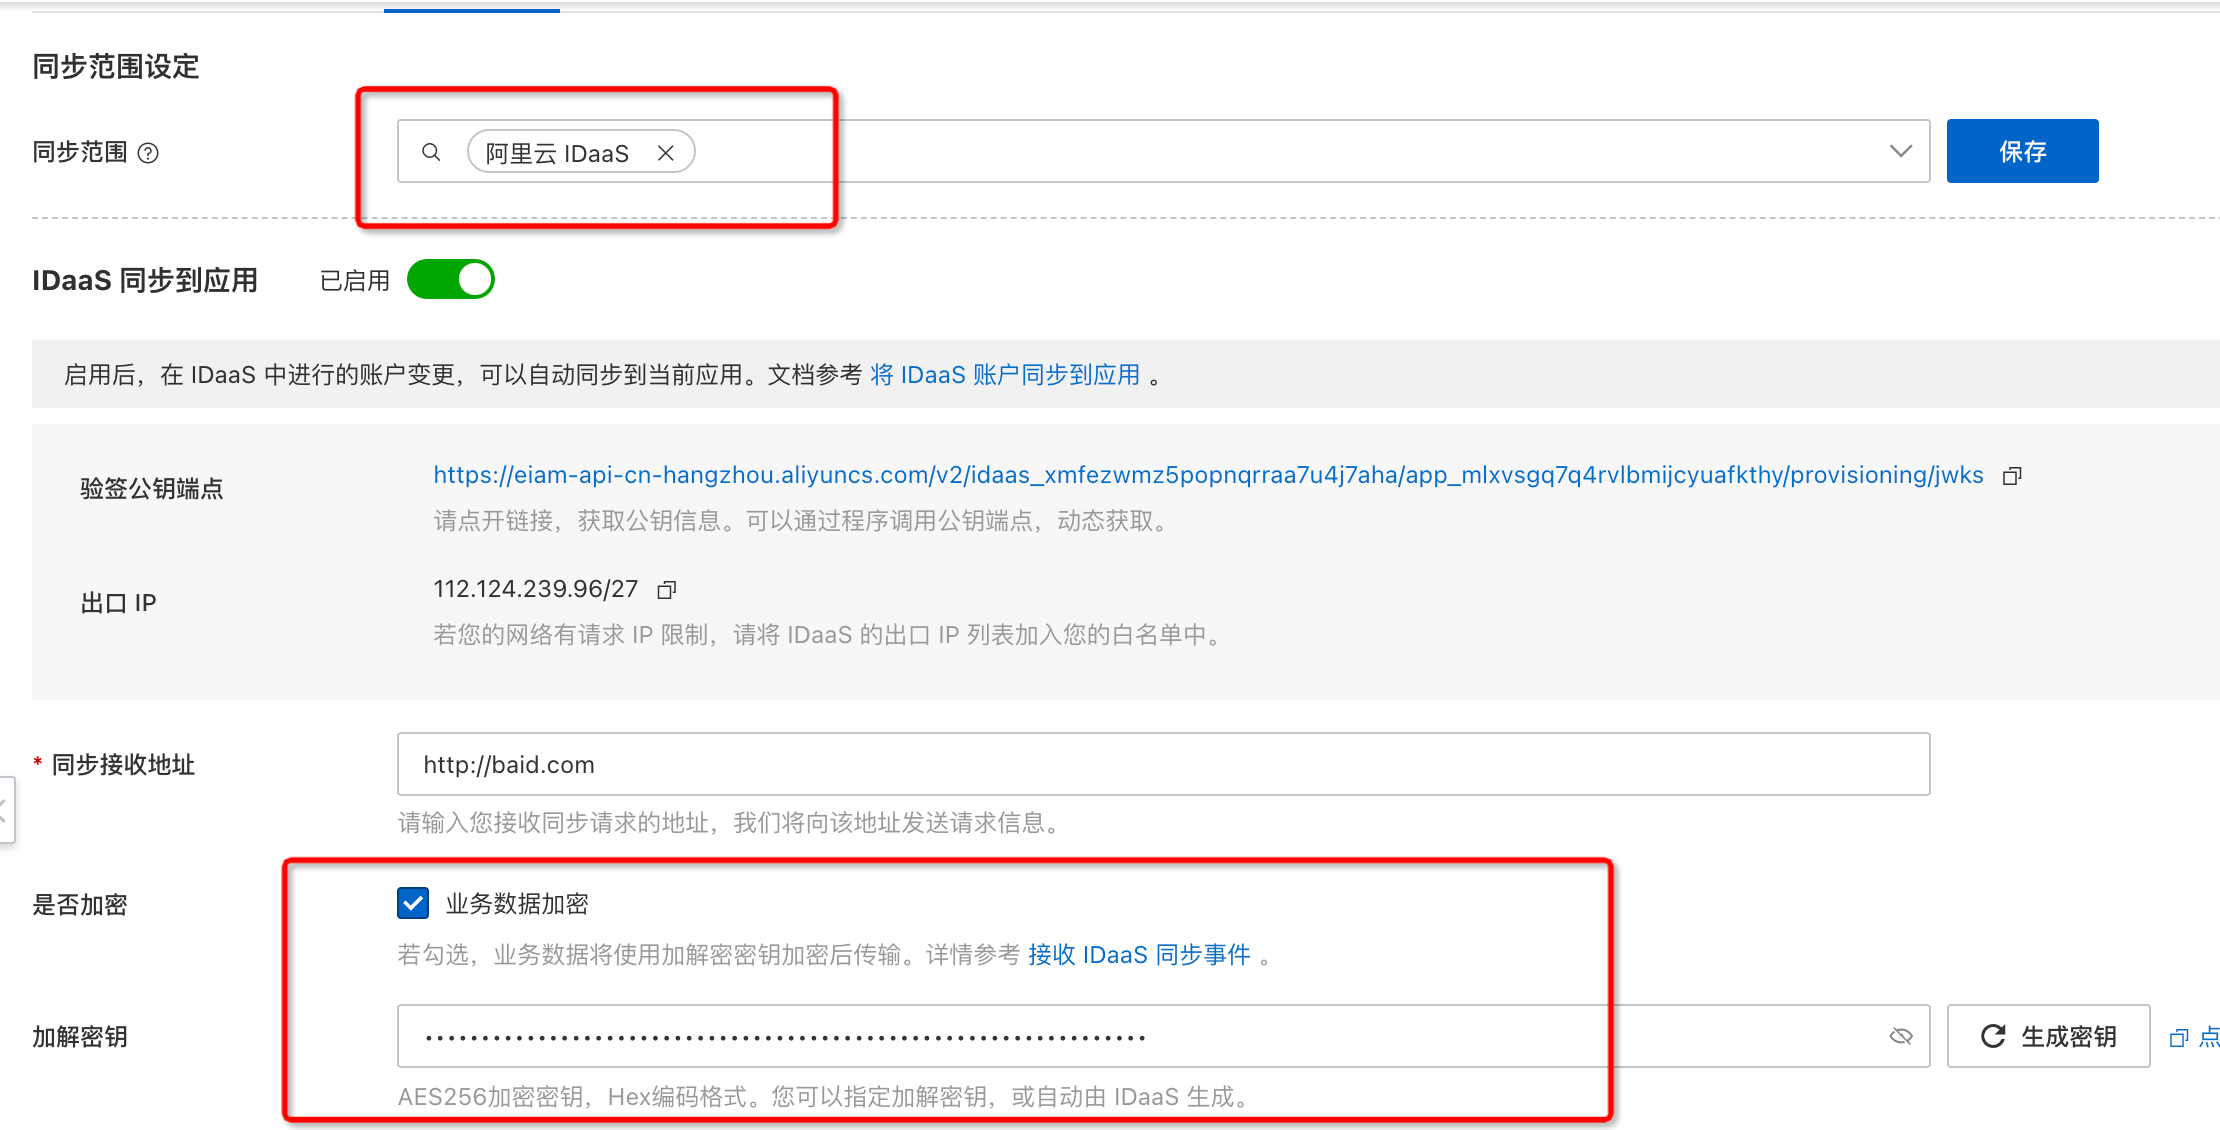 同步范围设定
同步范围 阿里云 IDaaS 保存
IDaaS 同步到应用 已启用
启用后，在 IDaaS 中进行的账户变更，可以自动同步到当前应用。文档参考 将 IDaaS 账户同步到应用 。
验签公钥端点 https://eiam-api-cn-hangzhou.aliyuncs.com/v2/idaas_xmfezwmz5popnqrraa7u4j7aha/app_mlxvsgq7q4rvlbmijcyuafkthy/provisioning/jwks
请点开链接，获取公钥信息。可以通过程序调用公钥端点，动态获取。
出口 IP 112.124.239.96/27
若您的网络有请求 IP 限制，请将 IDaaS 的出口 IP 列表加入您的白名单中。
* 同步接收地址 http://baid.com
请输入您接收同步请求的地址，我们将向该地址发送请求信息。
是否加密 业务数据加密
若勾选，业务数据将使用加解密密钥加密后传输。详情参考 接收 IDaaS 同步事件 。
加解密钥 生成密钥 点
AES256加密密钥，Hex编码格式。您可以指定加解密钥，或自动由 IDaaS 生成。